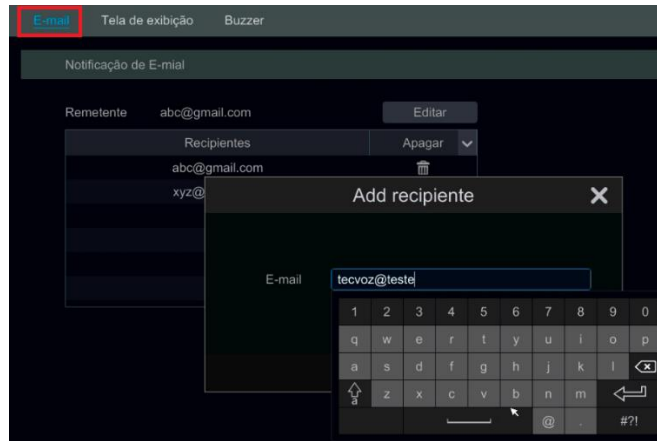 E-mail Tela de exibição Buzzer
Notificação de E-mial
Remetente abc@gmail.com Editar
Recipientes Apagar
abc@gmail.com
xyz@
Add recipiente
E-mail tecvoz@teste
1 2 3 4 5 6 7 8 9 0
q w e r t y u i o p
a s d f g h j k l
a z x c v b n m
@ . #?!